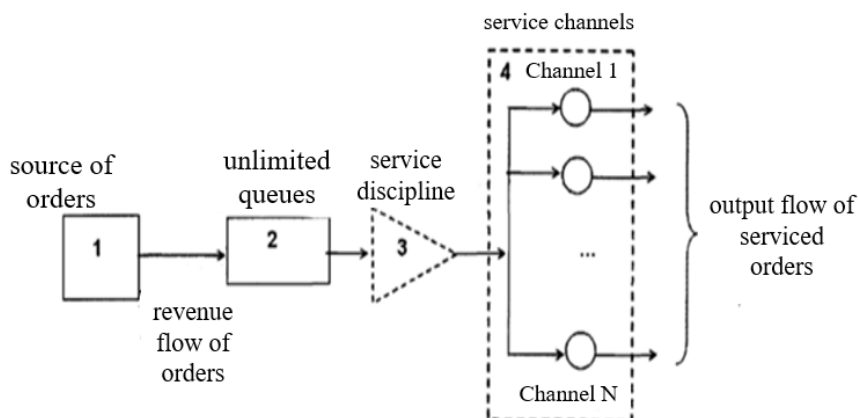 service channels
4 Channel 1
source of
orders
unlimited
queues
service
discipline
1
2
3
...
output flow of
serviced
orders
revenue
flow of
orders
Channel N